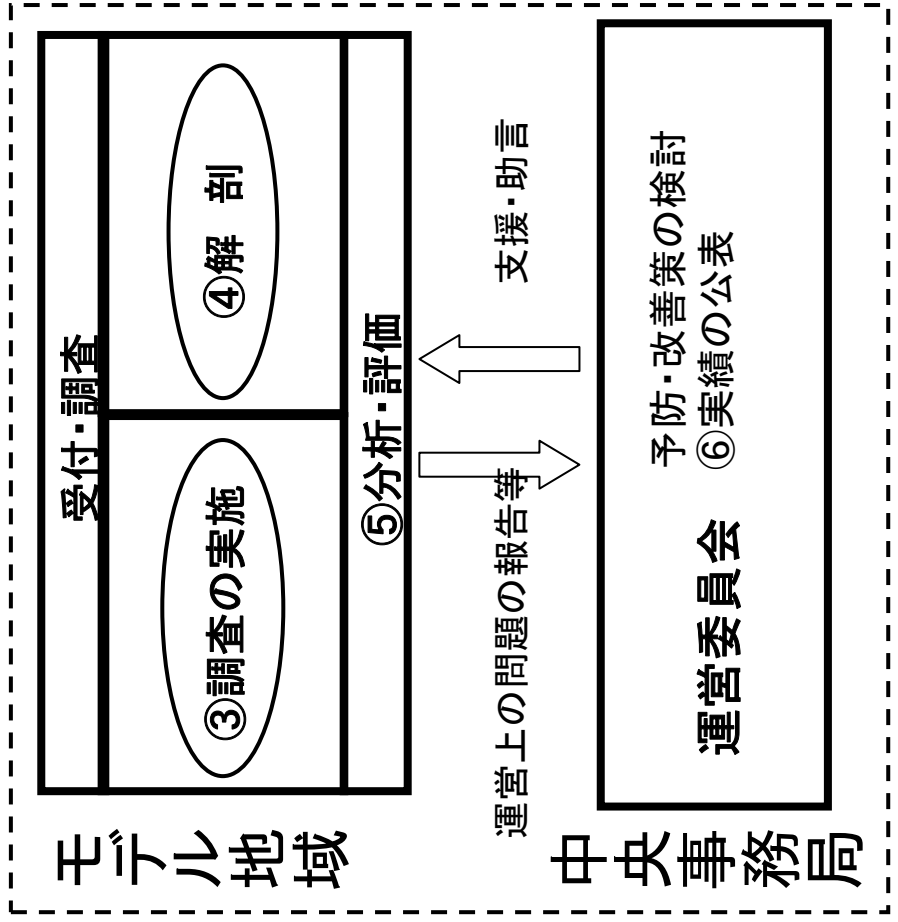 モデル地域
受付・調査
③調査の実施
④解　剖
⑤分析・評価
運営上の問題の報告等
支援・助言
中央事務局
運営委員会
予防・改善策の検討
⑥実績の公表